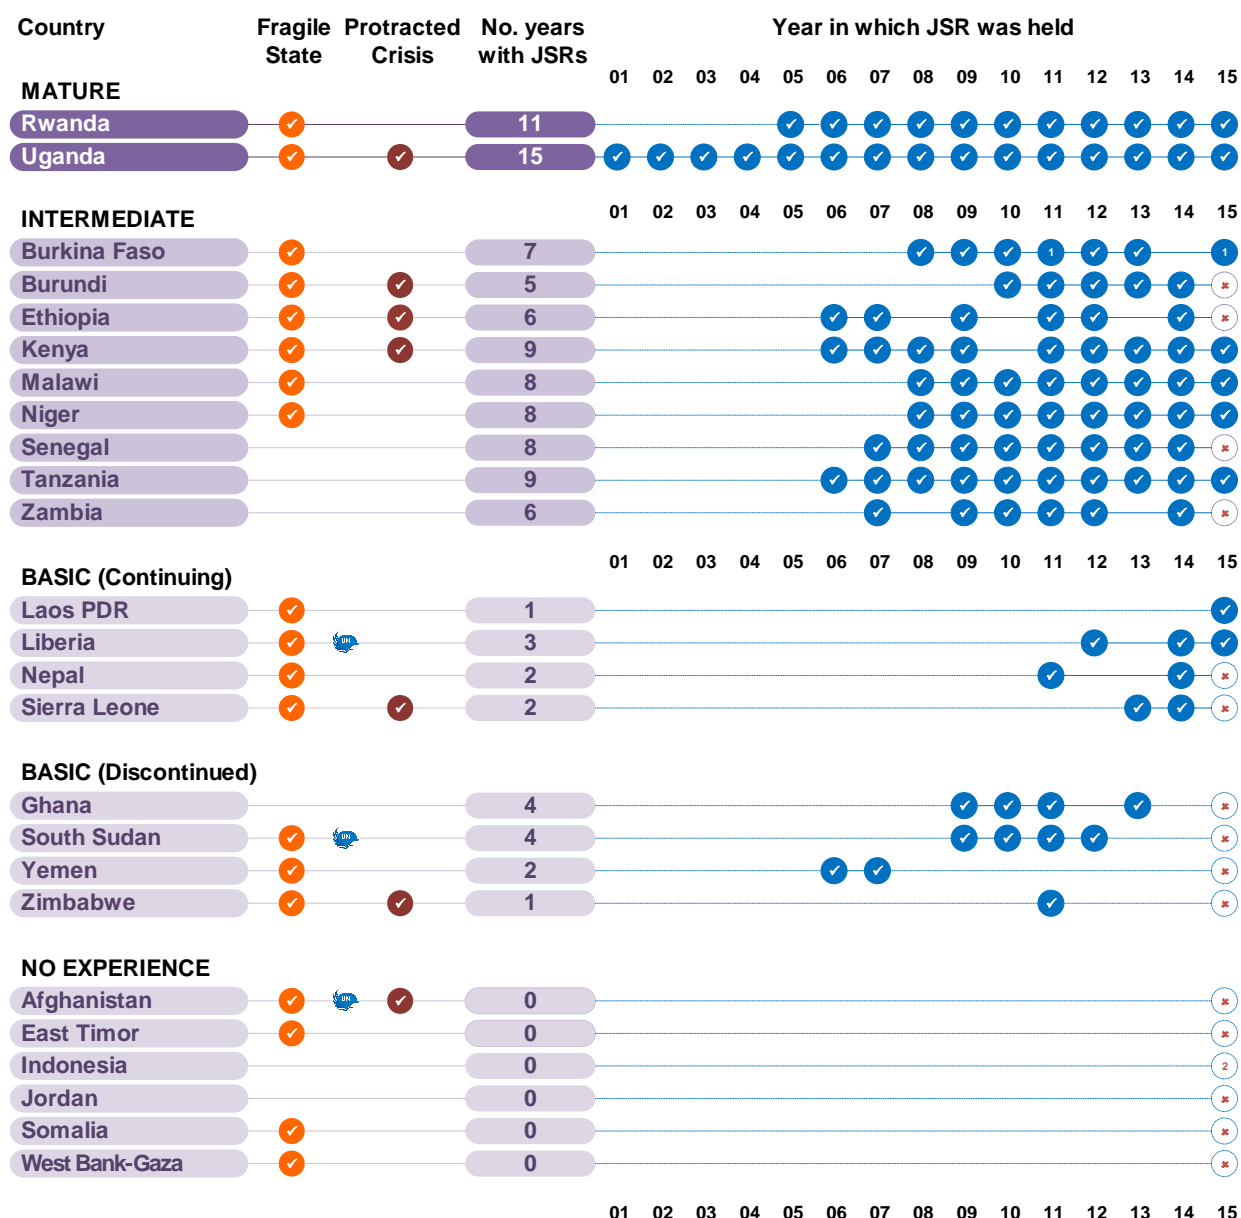 Country Fragile State Protracted Crisis No. years with JSRs Year in which JSR was held
01 02 03 04 05 06 07 08 09 10 11 12 13 14 15
MATURE
Rwanda 11
Uganda 15
INTERMEDIATE 01 02 03 04 05 06 07 08 09 10 11 12 13 14 15
Burkina Faso 7 1 1
Burundi 5
Ethiopia 6
Kenya 9
Malawi 8
Niger 8
Senegal 8
Tanzania 9
Zambia 6
01 02 03 04 05 06 07 08 09 10 11 12 13 14 15
BASIC (Continuing)
Laos PDR 1
Liberia UN 3
Nepal 2
Sierra Leone 2
BASIC (Discontinued)
Ghana 4
South Sudan UN 4
Yemen 2
Zimbabwe 1
NO EXPERIENCE
Afghanistan UN 0
East Timor 0
Indonesia 0 2
Jordan 0
Somalia 0
West Bank-Gaza 0
01 02 03 04 05 06 07 08 09 10 11 12 13 14 15